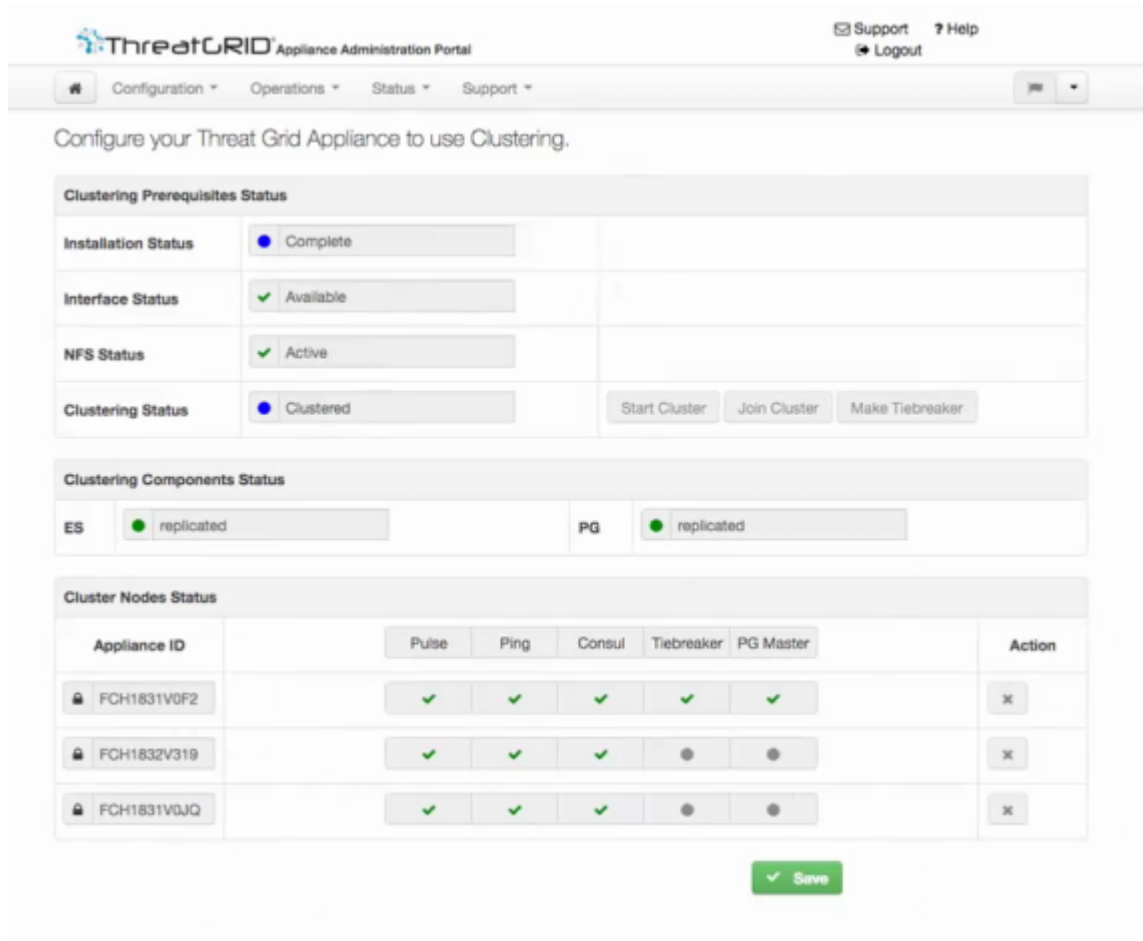 ThreatGRID® Appliance Administration Portal
Support ? Help
Logout
Configuration Operations Status Support
Configure your Threat Grid Appliance to use Clustering.
Clustering Prerequisites Status
Installation Status Complete
Interface Status Available
NFS Status Active
Clustering Status Clustered Start Cluster Join Cluster Make Tiebreaker
Clustering Components Status
ES replicated PG replicated
Cluster Nodes Status
Appliance ID Pulse Ping Consul Tiebreaker PG Master Action
FCH1831V0F2
FCH1832V319
FCH1831V0JQ
Save